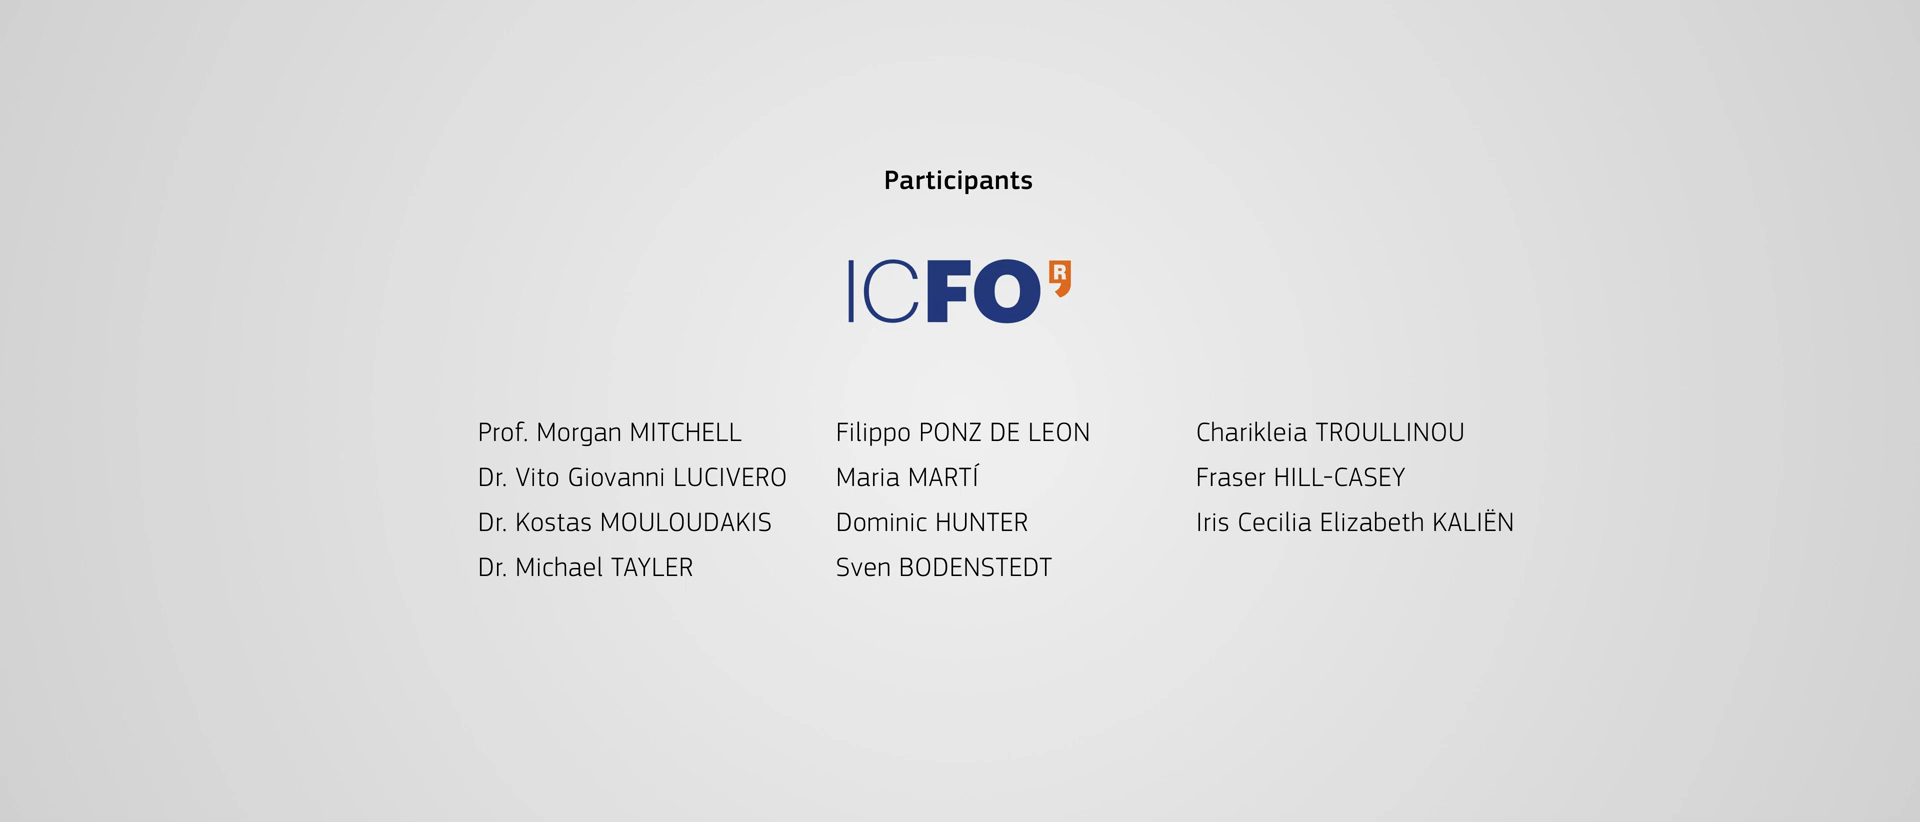 Participants
ICFO R
Prof. Morgan MITCHELL
Dr. Vito Giovanni LUCIVERO
Dr. Kostas MOULOUDAKIS
Dr. Michael TAYLER
Filippo PONZ DE LEON
Maria MARTÍ
Dominic HUNTER
Sven BODENSTEDT
Charikleia TROULLINOU
Fraser HILL-CASEY
Iris Cecilia Elizabeth KALIËN